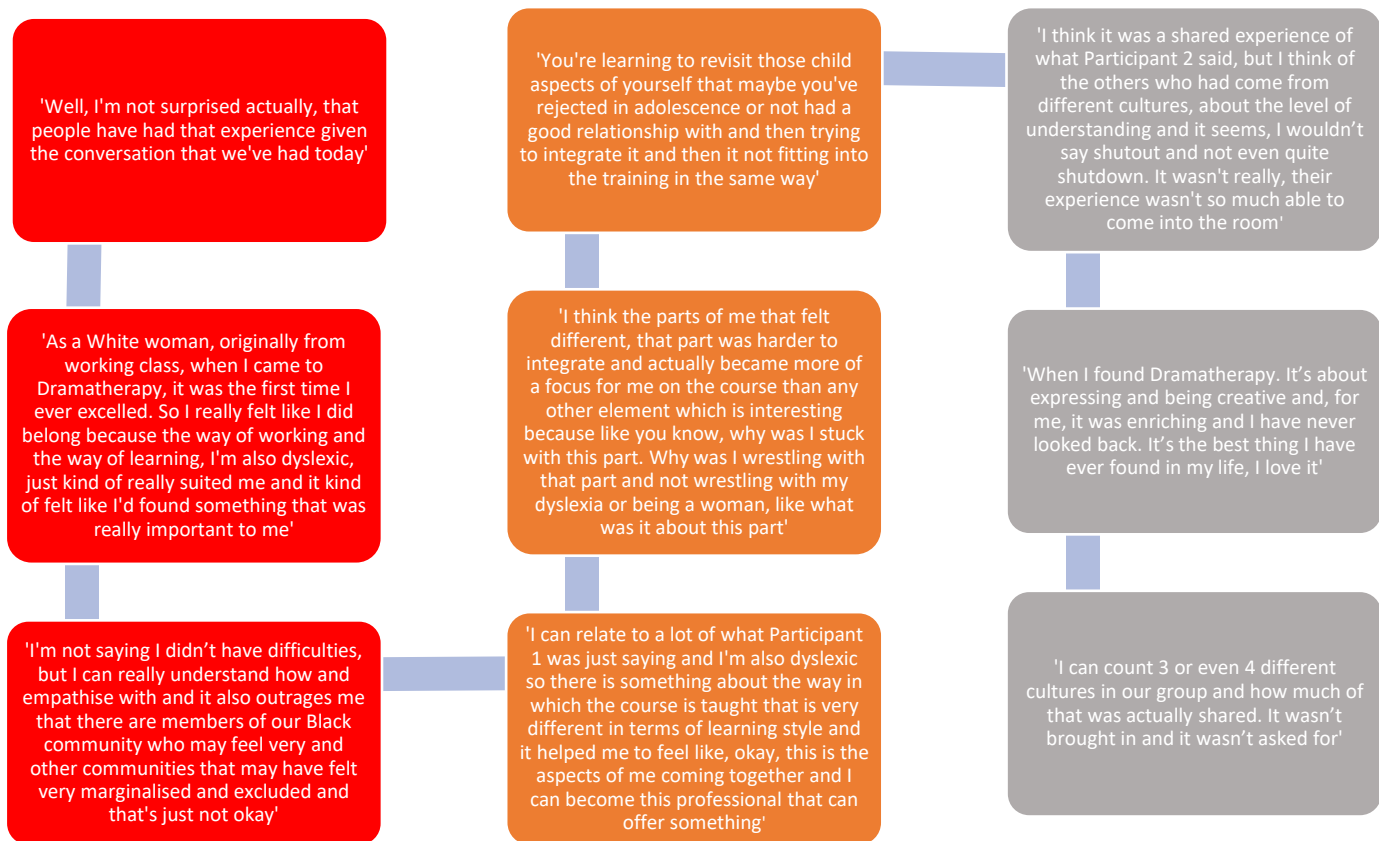 'Well, I'm not surprised actually, that
people have had that experience given
the conversation that we've had today'
'As a White woman, originally from
working class, when I came to
Dramatherapy, it was the first time I
ever excelled. So I really felt like I did
belong because the way of working and
the way of learning, I'm also dyslexic,
just kind of really suited me and it kind
of felt like I'd found something that was
really important to me'
'I'm not saying I didn’t have difficulties,
but I can really understand how and
empathise with and it also outrages me
that there are members of our Black
community who may feel very and
other communities that may have felt
very marginalised and excluded and
that's just not okay'
'I can relate to a lot of what Participant
1 was just saying and I'm also dyslexic
so there is something about the way in
which the course is taught that is very
different in terms of learning style and
it helped me to feel like, okay, this is the
aspects of me coming together and I
can become this professional that can
offer something'
'I think the parts of me that felt
different, that part was harder to
integrate and actually became more of
a focus for me on the course than any
other element which is interesting
because like you know, why was I stuck
with this part. Why was I wrestling with
that part and not wrestling with my
dyslexia or being a woman, like what
was it about this part'
'You're learning to revisit those child
aspects of yourself that maybe you've
rejected in adolescence or not had a
good relationship with and then trying
to integrate it and then it not fitting into
the training in the same way'
'I think it was a shared experience of
what Participant 2 said, but I think of
the others who had come from
different cultures, about the level of
understanding and it seems, I wouldn’t
say shutout and not even quite
shutdown. It wasn't really, their
experience wasn't so much able to
come into the room'
'When I found Dramatherapy. It’s about
expressing and being creative and, for
me, it was enriching and I have never
looked back. It’s the best thing I have
ever found in my life, I love it'
'I can count 3 or even 4 different
cultures in our group and how much of
that was actually shared. It wasn’t
brought in and it wasn’t asked for'